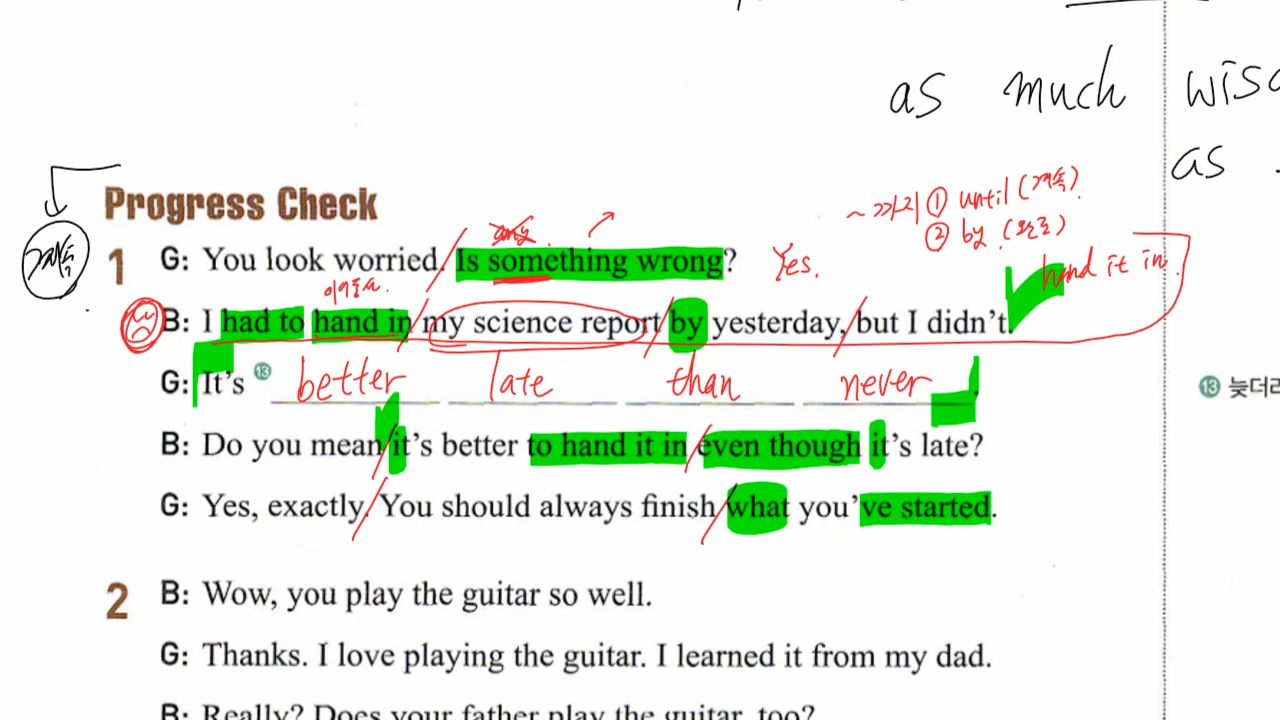 as much wisd
as
Progress Check
~까지 ① until (계속)
② by (완료)
any
1 G: You look worried. Is something wrong? Yes.
hand it in
B: I had to hand in my science report by yesterday, but I didn't.
G: It's ⑬ better late than never.
⑬ 늦더라
B: Do you mean it's better to hand it in even though it's late?
G: Yes, exactly. You should always finish what you've started.
2 B: Wow, you play the guitar so well.
G: Thanks. I love playing the guitar. I learned it from my dad.
B: Really? Does your father play the guitar, too?